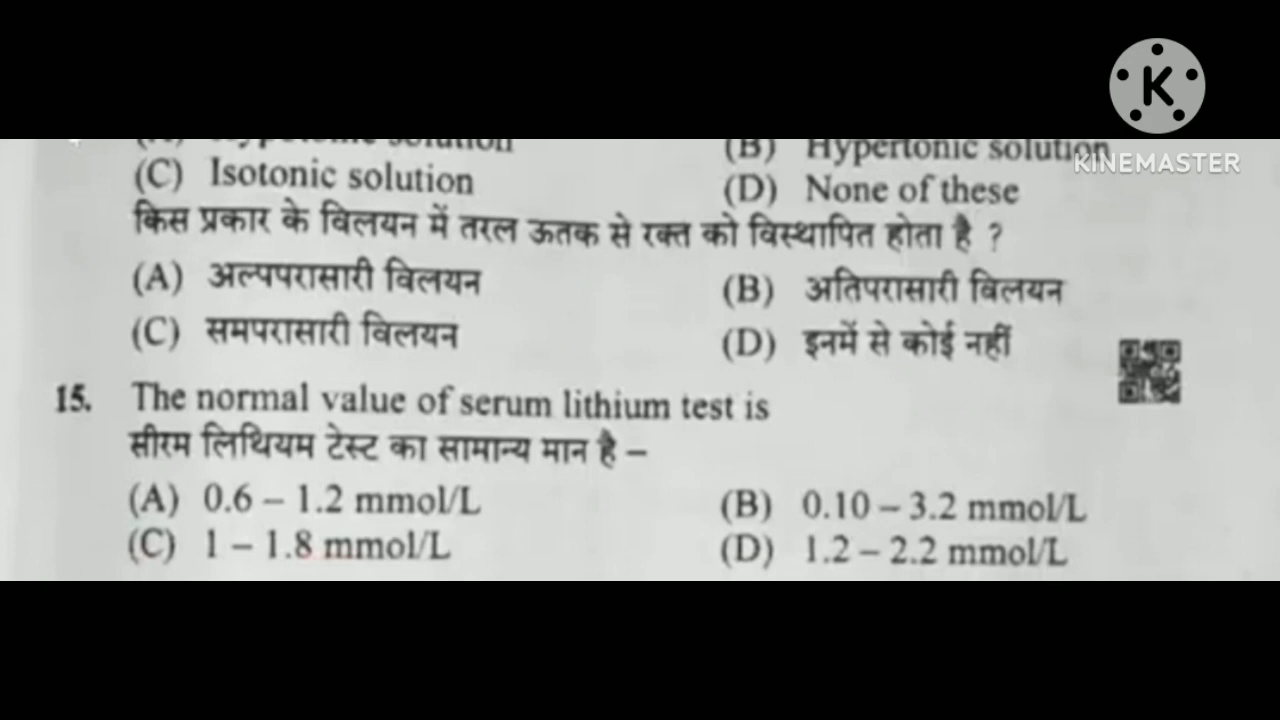 K
KINEMASTER
solution
(B) Hypertonic solution
(C) Isotonic solution
(D) None of these
किस प्रकार के विलयन में तरल ऊतक से रक्त को विस्थापित होता है ?
(A) अल्पपरासारी विलयन
(B) अतिपरासारी विलयन
(C) समपरासारी विलयन
(D) इनमें से कोई नहीं
15. The normal value of serum lithium test is
सीरम लिथियम टेस्ट का सामान्य मान है –
(A) 0.6 – 1.2 mmol/L
(B) 0.10 – 3.2 mmol/L
(C) 1 – 1.8 mmol/L
(D) 1.2 – 2.2 mmol/L